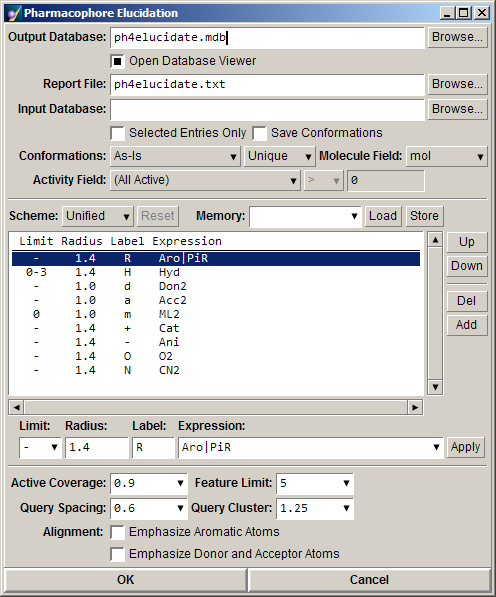 Pharmacophore Elucidation
Output Database: ph4elucidate.mdb Browse...
Open Database Viewer
Report File: ph4elucidate.txt Browse...
Input Database: Browse...
Selected Entries Only Save Conformations
Conformations: As-Is Unique Molecule Field: mol
Activity Field: (All Active) > 0
Scheme: Unified Reset Memory: Load Store
Limit Radius Label Expression Up
- 1.4 R Aro|PiR
0-3 1.4 H Hyd Down
- 1.0 d Don2
- 1.0 a Acc2 Del
0 1.0 m ML2
- 1.4 + Cat Add
- 1.4 - Ani
- 1.4 O O2
- 1.4 N CN2
Limit: Radius: Label: Expression:
- 1.4 R Aro|PiR Apply
Active Coverage: 0.9 Feature Limit: 5
Query Spacing: 0.6 Query Cluster: 1.25
Alignment: Emphasize Aromatic Atoms
Emphasize Donor and Acceptor Atoms
OK Cancel